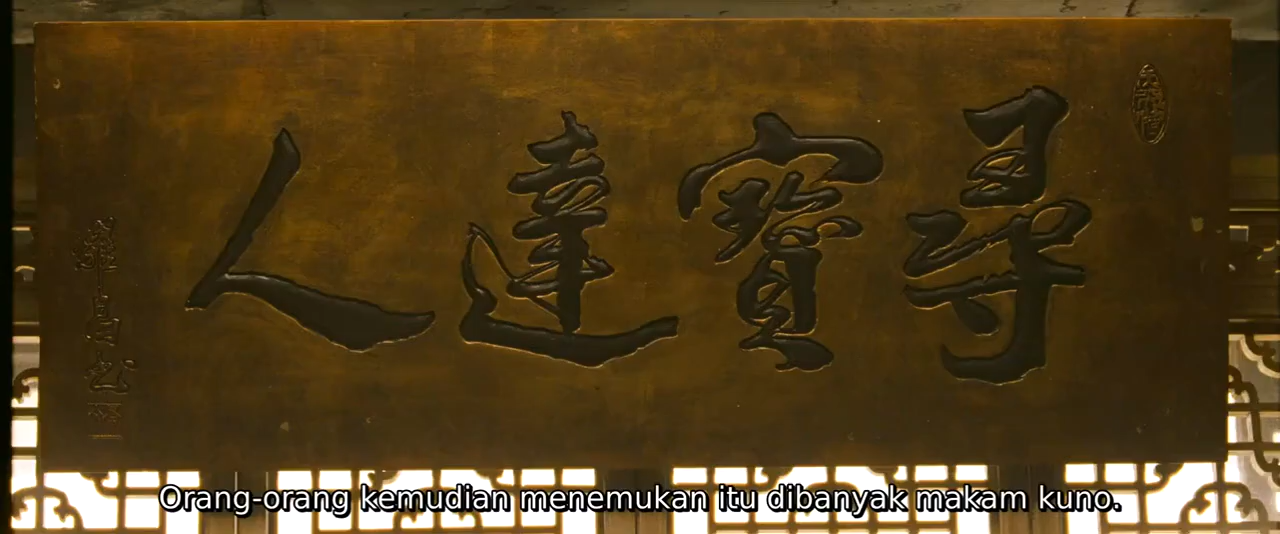 尋寶達人
Orang-orang kemudian menemukan itu dibanyak makam kuno.